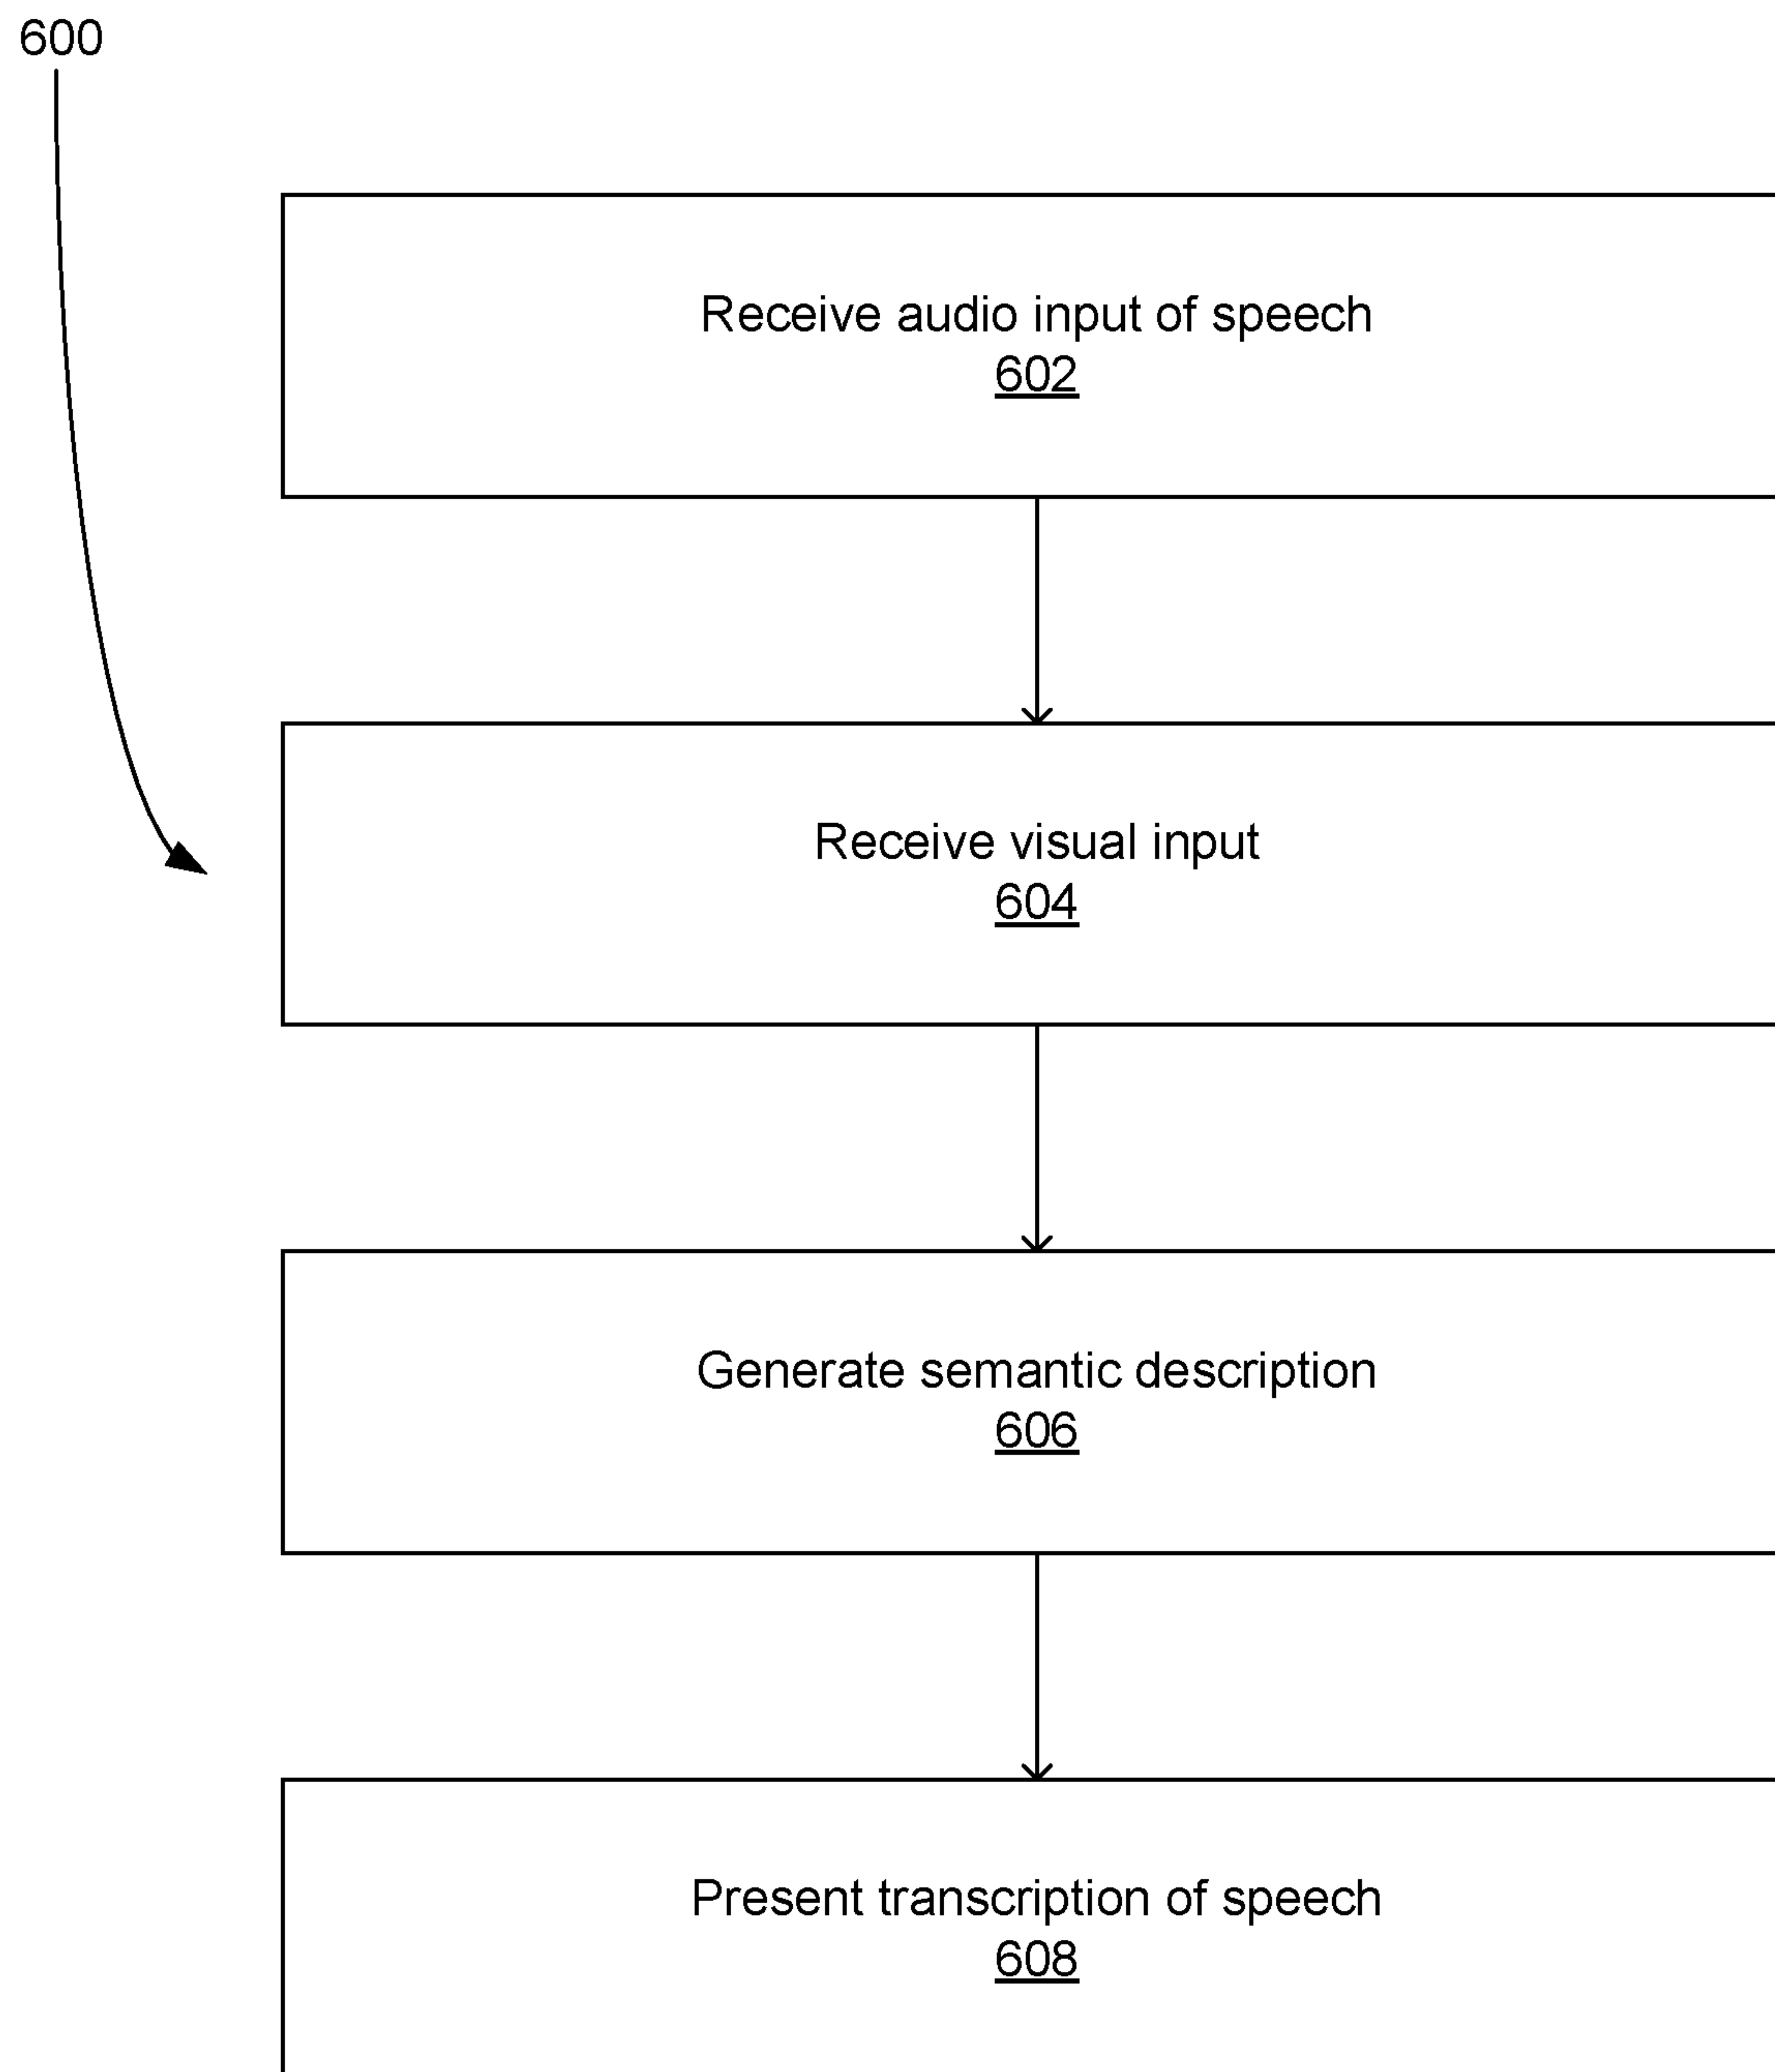 600
Receive audio input of speech
602
Receive visual input
604
Generate semantic description
606
Present transcription of speech
608